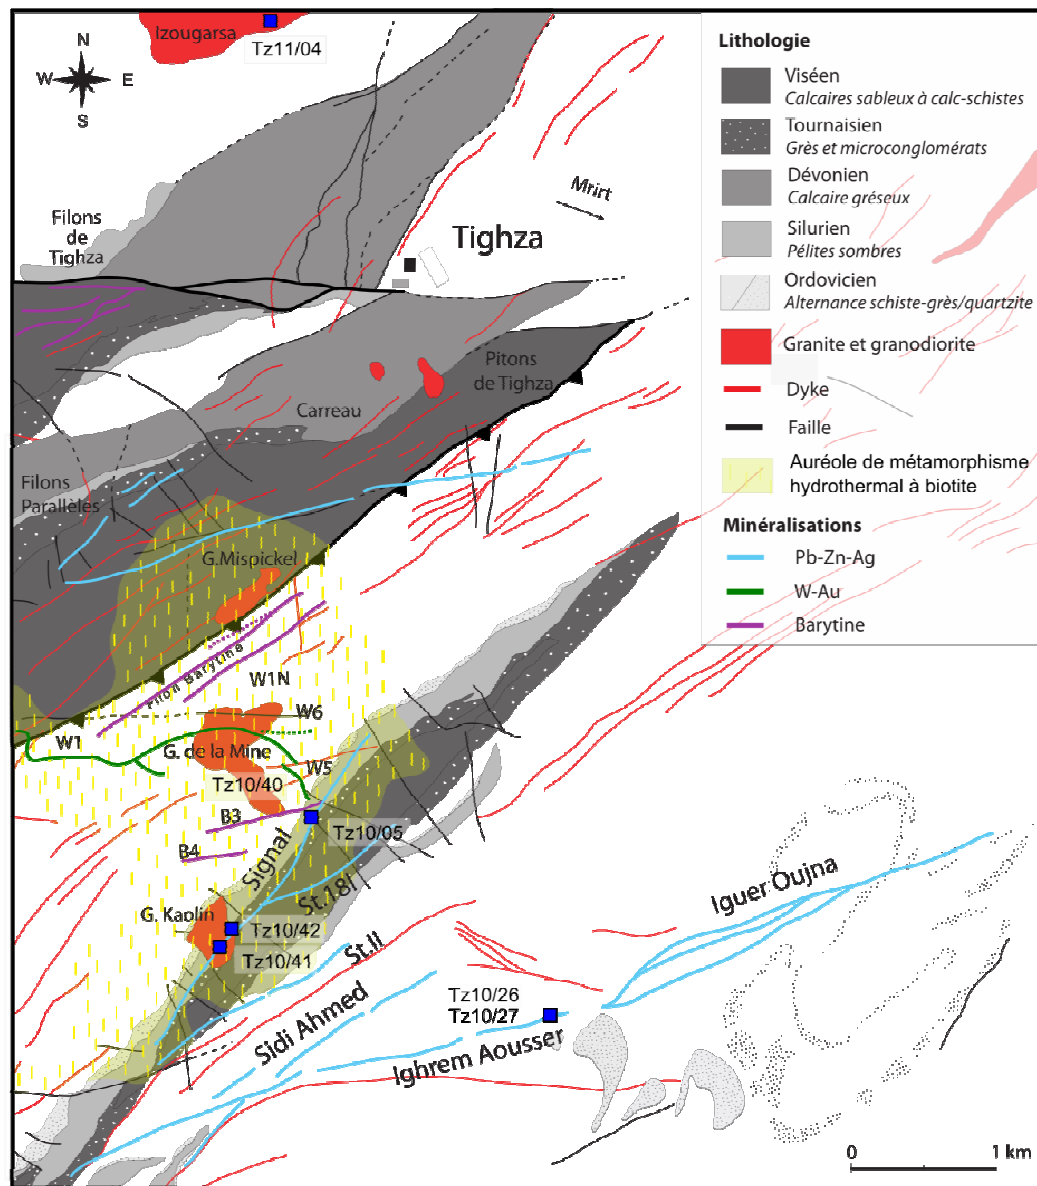 Izougarsa
Tz11/04
N
W
E
S
Mrirt
Filons
de
Tighza
Tighza
Pitons
de Tighza
Carreau
Filons
Parallèles
G.Mispickel
Filon Barytine
W1N
W6
W1
G. de la Mine
W5
Tz10/40
B3
Tz10/05
B4
Signal
St.18I
G. Kaolin
Tz10/42
Tz10/41
St.II
Sidi Ahmed
Tz10/26
Tz10/27
Ighrem Aousser
Iguer Oujna
Lithologie
Viséen
Calcaires sableux à calc-schistes
Tournaisien
Grès et microconglomérats
Dévonien
Calcaire gréseux
Silurien
Pélites sombres
Ordovicien
Alternance schiste-grès/quartzite
Granite et granodiorite
Dyke
Faille
Auréole de métamorphisme
hydrothermal à biotite
Minéralisations
Pb-Zn-Ag
W-Au
Barytine
0
1 km